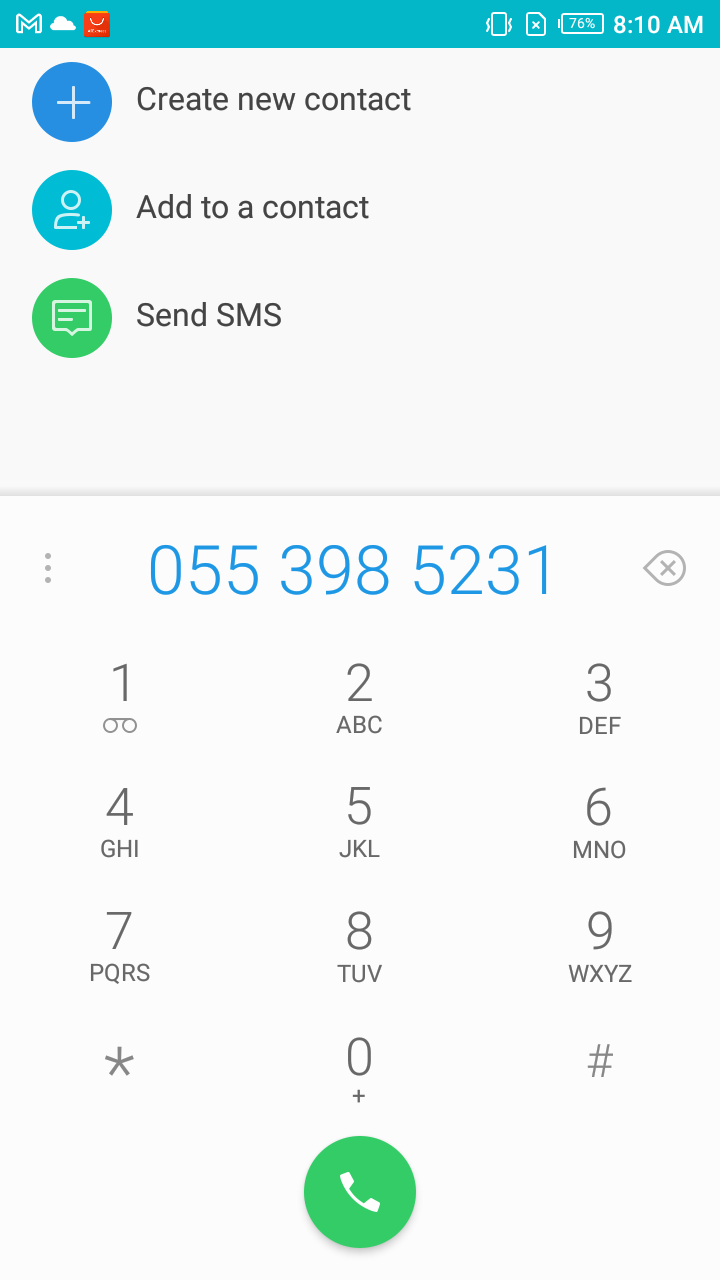 76% 8:10 AM
Create new contact
Add to a contact
Send SMS
055 398 5231
1 2 3
ABC DEF
4 5 6
GHI JKL MNO
7 8 9
PQRS TUV WXYZ
* 0 #
+